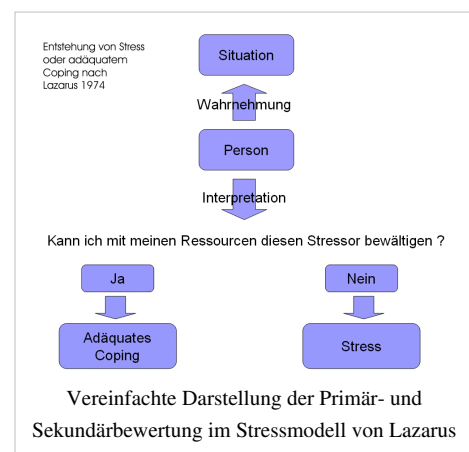 Entstehung von Stress
oder adäquatem
Coping nach
Lazarus 1974
Situation
Wahrnehmung
Person
Interpretation
Kann ich mit meinen Ressourcen diesen Stressor bewältigen ?
Ja
Nein
Adäquates
Coping
Stress
Vereinfachte Darstellung der Primär- und
Sekundärbewertung im Stressmodell von Lazarus